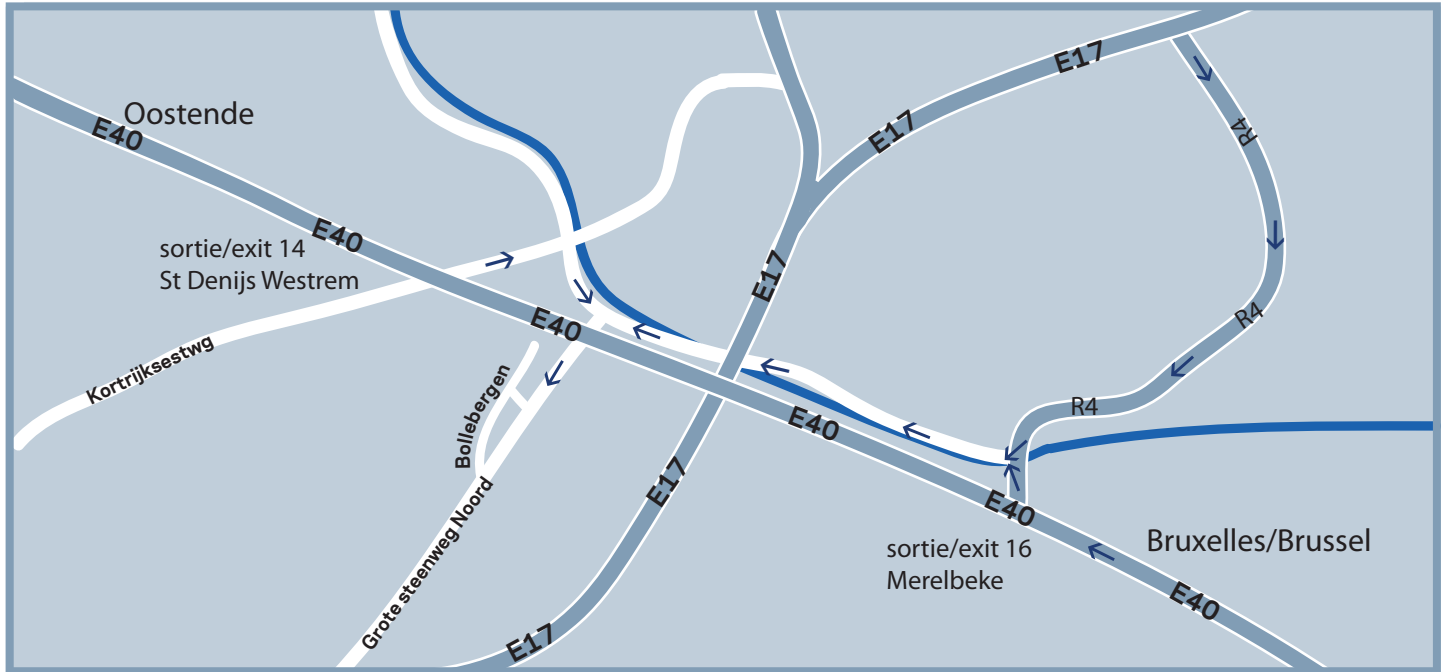 E17
Oostende
E40
E17
R4
E40
sortie/exit 14
St Denijs Westrem
E17
R4
E40
Kortrijksestwg
Bollebergen
R4
E40
E17
Grote steenweg Noord
E40
sortie/exit 16
Merelbeke
Bruxelles/Brussel
E40
E17